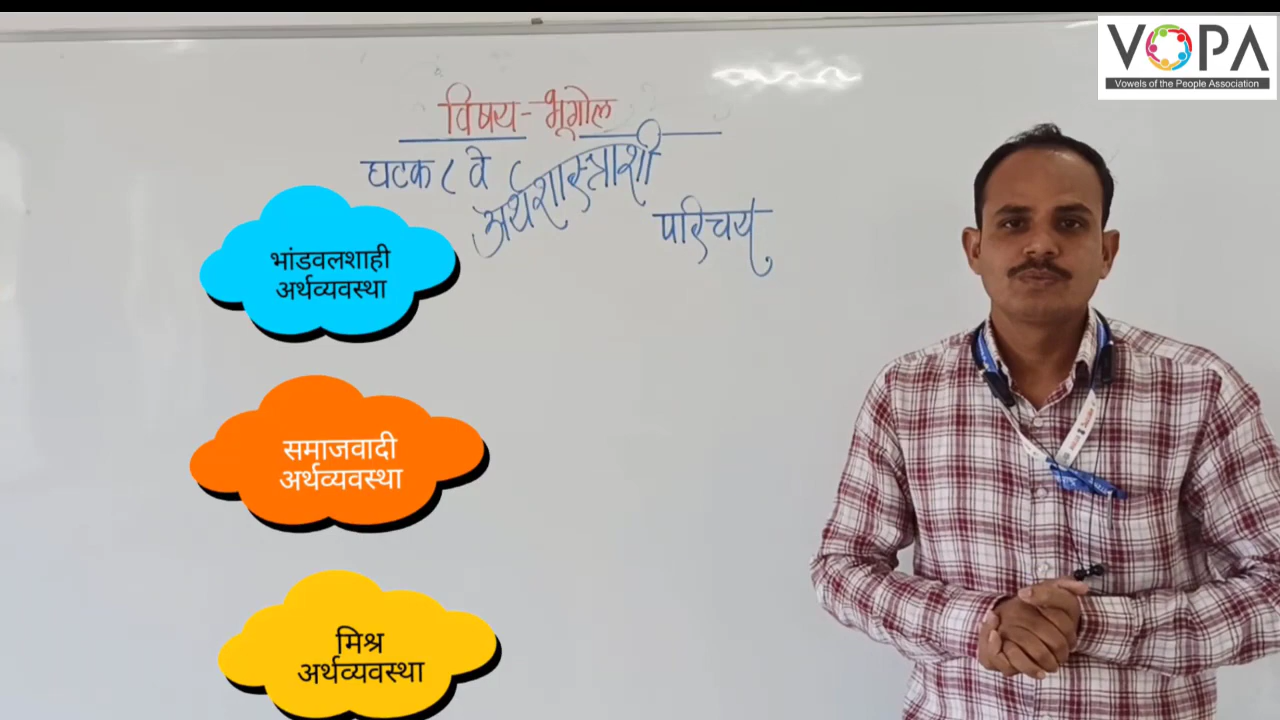 VOPA
Vowels of the People Association
विषय - भूगोल
घटक ८ वे अर्थशास्त्राशी
परिचय
भांडवलशाही
अर्थव्यवस्था
समाजवादी
अर्थव्यवस्था
मिश्र
अर्थव्यवस्था